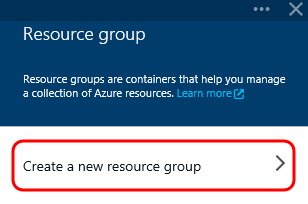 Resource group
Resource groups are containers that help you manage
a collection of Azure resources. Learn more
Create a new resource group